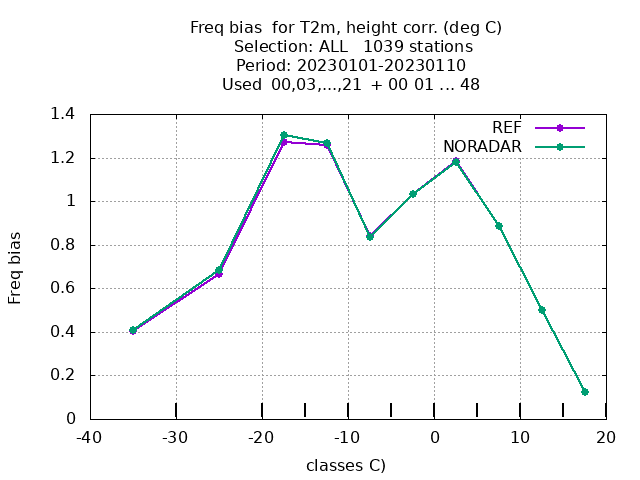 Freq bias  for T2m, height corr. (deg C)
Selection: ALL   1039 stations
Period: 20230101-20230110
Used  00,03,...,21  + 00 01 ... 48
1.4
1.2
1
0.8
0.6
0.4
0.2
0
Freq bias
REF
NORADAR
-40 -30 -20 -10 0 10 20
classes C)